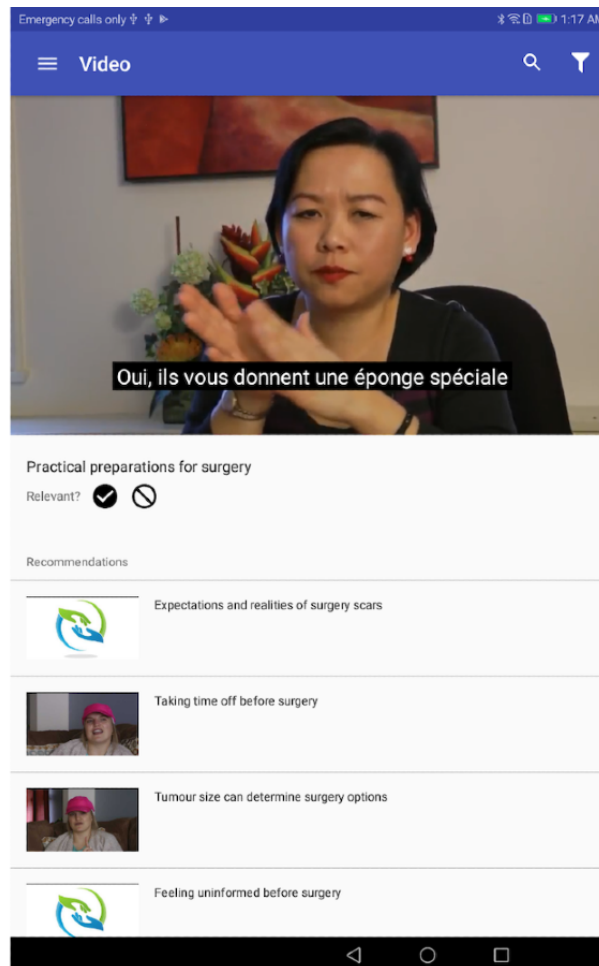 Emergency calls only
1:17 AM
Video
Oui, ils vous donnent une éponge spéciale
Practical preparations for surgery
Relevant?
Recommendations
Expectations and realities of surgery scars
Taking time off before surgery
Tumour size can determine surgery options
Feeling uninformed before surgery